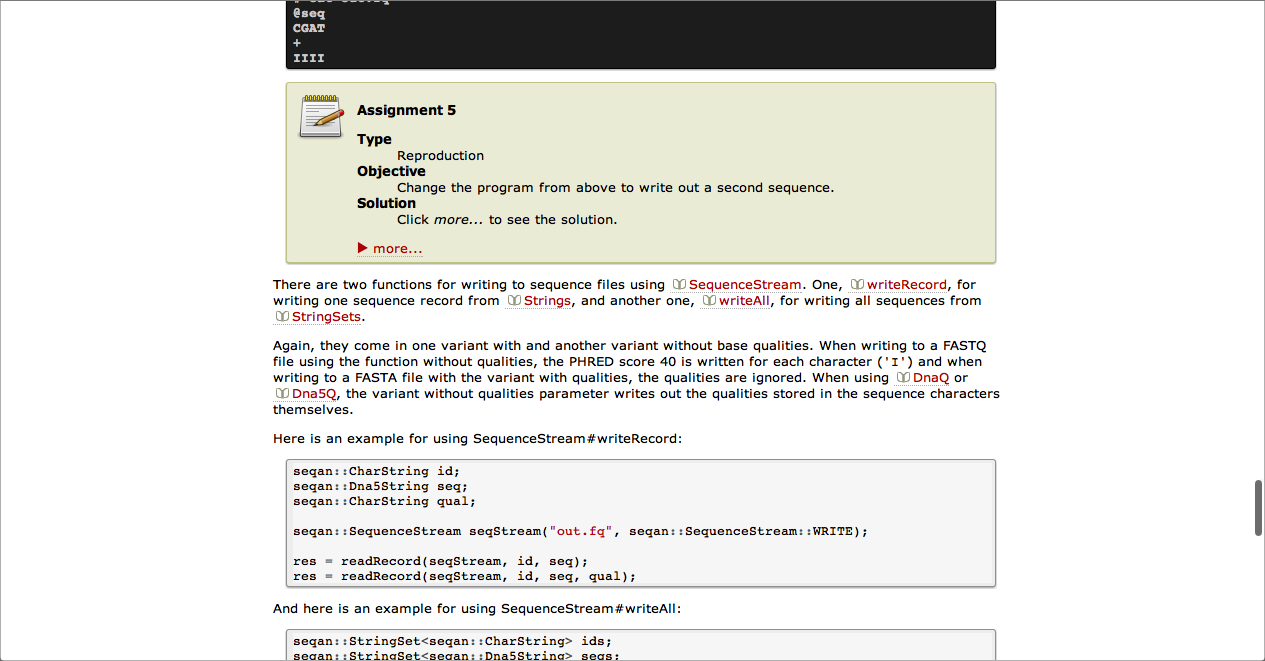 @seq
CGAT
+
IIII
Assignment 5
Type
Reproduction
Objective
Change the program from above to write out a second sequence.
Solution
Click more... to see the solution.
more...
There are two functions for writing to sequence files using SequenceStream. One, writeRecord, for
writing one sequence record from Strings, and another one, writeAll, for writing all sequences from
StringSets.
Again, they come in one variant with and another variant without base qualities. When writing to a FASTQ
file using the function without qualities, the PHRED score 40 is written for each character ('I') and when
writing to a FASTA file with the variant with qualities, the qualities are ignored. When using DnaQ or
Dna5Q, the variant without qualities parameter writes out the qualities stored in the sequence characters
themselves.
Here is an example for using SequenceStream#writeRecord:
seqan::CharString id;
seqan::Dna5String seq;
seqan::CharString qual;
seqan::SequenceStream seqStream("out.fq", seqan::SequenceStream::WRITE);
res = readRecord(seqStream, id, seq);
res = readRecord(seqStream, id, seq, qual);
And here is an example for using SequenceStream#writeAll:
seqan::StringSet<seqan::CharString> ids;
seqan::StringSet<seqan::Dna5String> seqs;